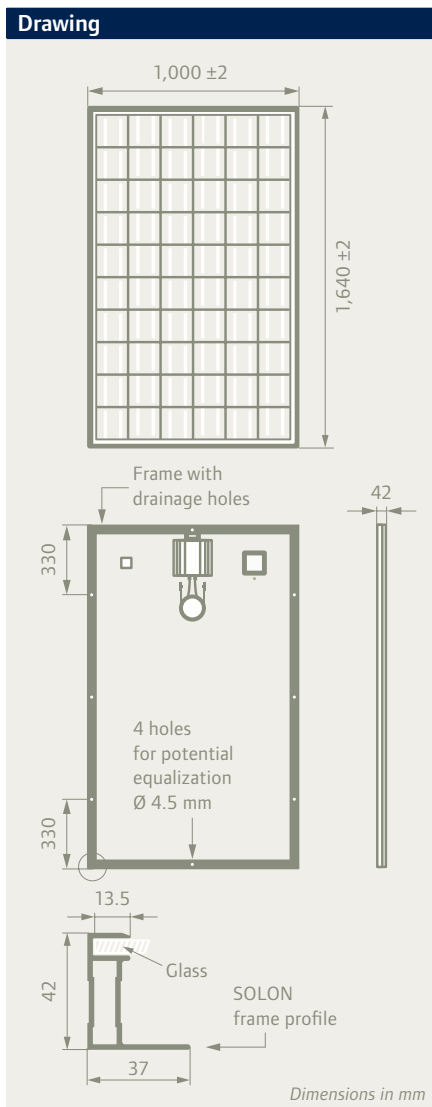 Drawing
1,000 ±2
1,640 ±2
Frame with
drainage holes
42
330
4 holes
for potential
equalization
Ø 4.5 mm
330
13.5
Glass
42
SOLON
frame profile
37
Dimensions in mm